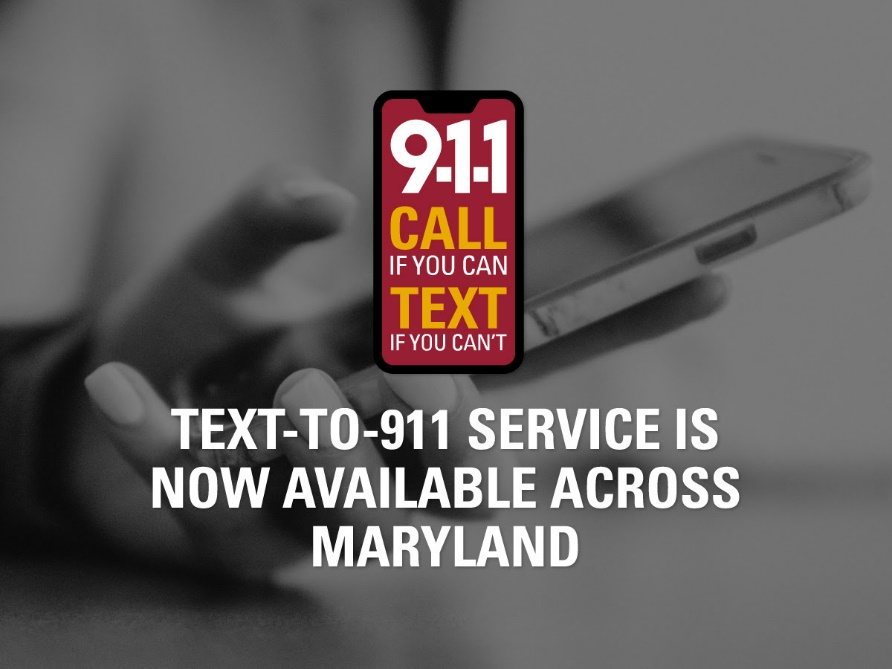 9-1-1
CALL
IF YOU CAN
TEXT
IF YOU CAN'T
TEXT-TO-911 SERVICE IS
NOW AVAILABLE ACROSS
MARYLAND